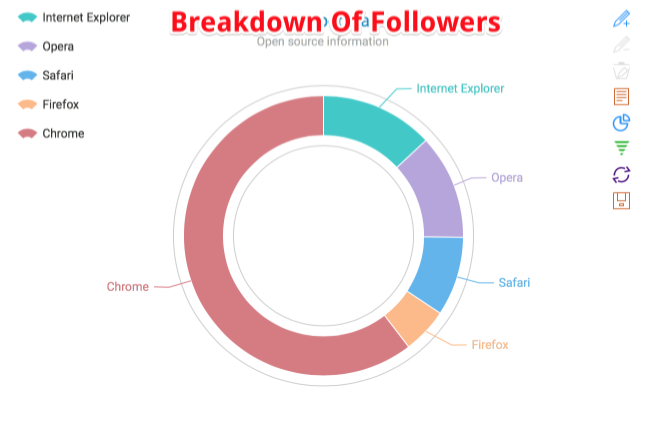 Breakdown Of Followers
Open source information
Internet Explorer
Opera
Safari
Firefox
Chrome
Internet Explorer
Opera
Safari
Firefox
Chrome